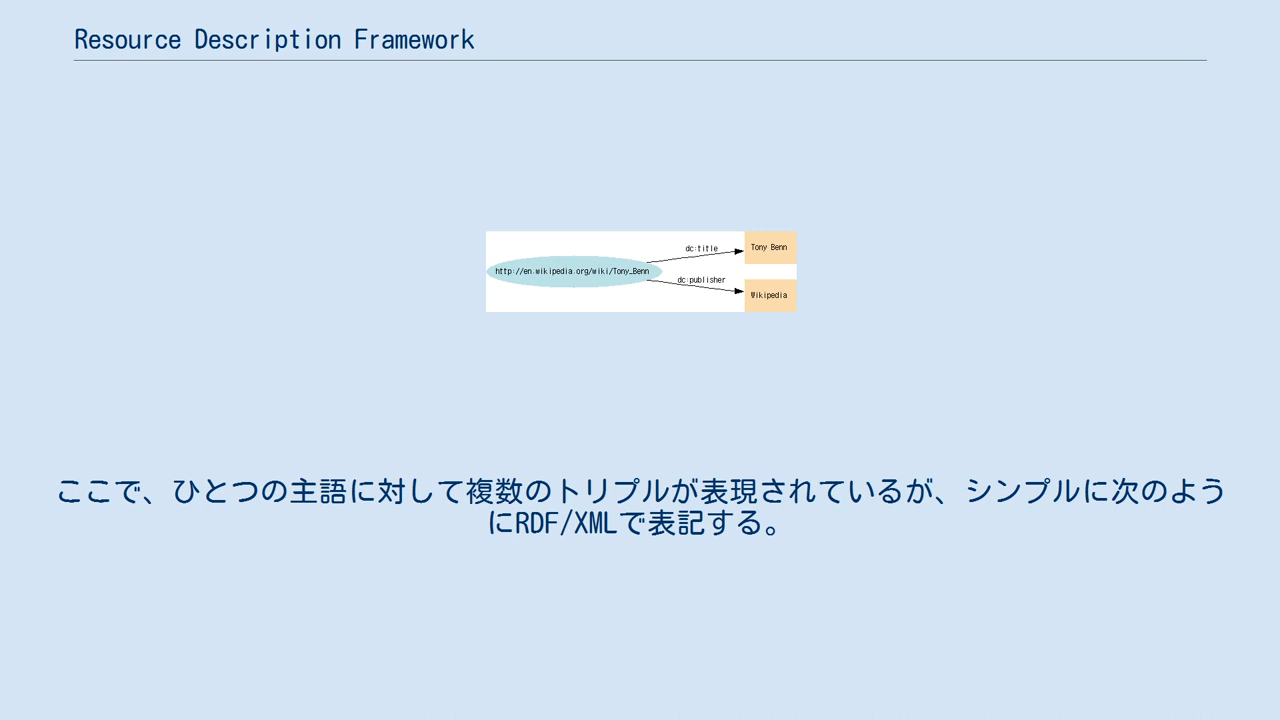 Resource Description Framework
dc:title
Tony Benn
http://en.wikipedia.org/wiki/Tony_Benn
dc:publisher
Wikipedia
ここで、ひとつの主語に対して複数のトリプルが表現されているが、シンプルに次のよう
にRDF/XMLで表記する。